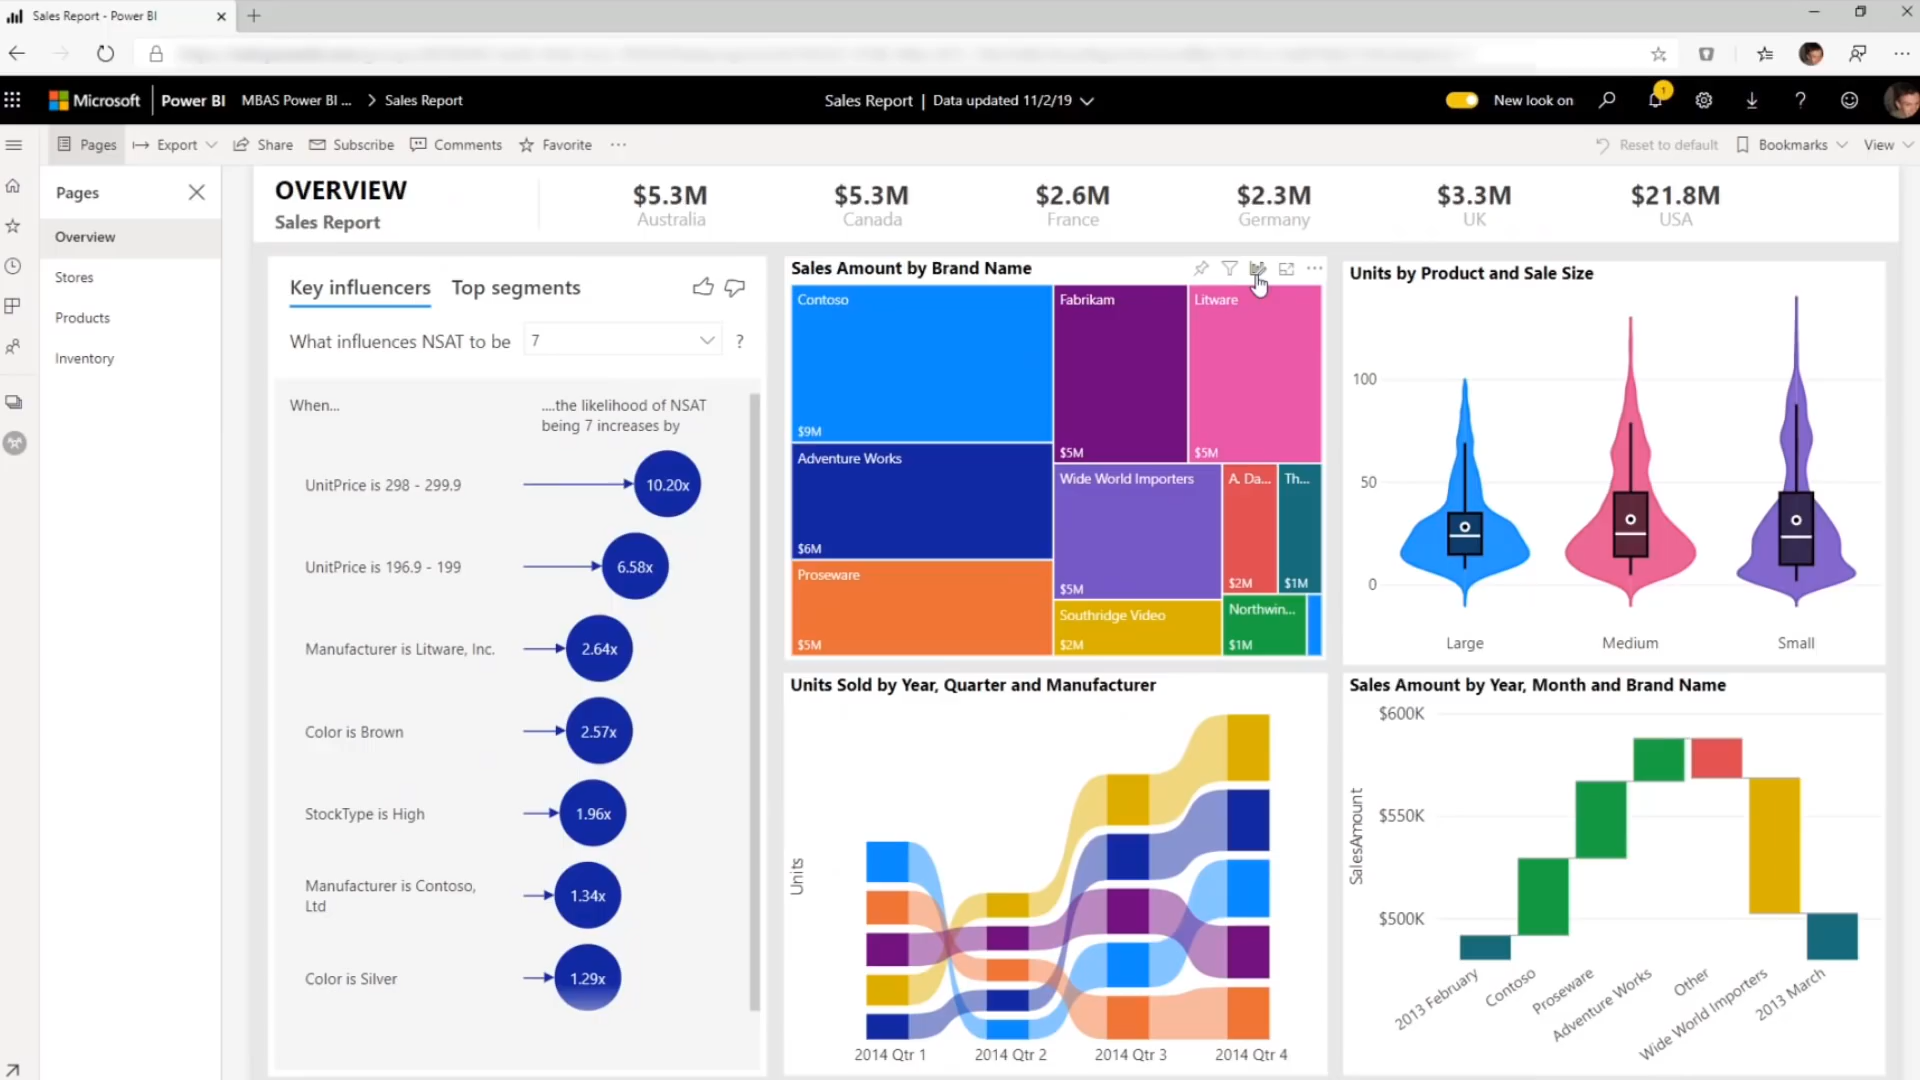 Sales Report - Power BI
Microsoft
Power BI
MBAS Power BI ...
Sales Report
Sales Report | Data updated 11/2/19
New look on
1
?
Pages
Export
Share
Subscribe
Comments
Favorite
...
Reset to default
Bookmarks
View
Pages
Overview
Stores
Products
Inventory
OVERVIEW
Sales Report
$5.3M
Australia
$5.3M
Canada
$2.6M
France
$2.3M
Germany
$3.3M
UK
$21.8M
USA
Key influencers
Top segments
What influences NSAT to be
7
?
When...
....the likelihood of NSAT
being 7 increases by
UnitPrice is 298 - 299.9
10.20x
UnitPrice is 196.9 - 199
6.58x
Manufacturer is Litware, Inc.
2.64x
Color is Brown
2.57x
StockType is High
1.96x
Manufacturer is Contoso,
Ltd
1.34x
Color is Silver
1.29x
Sales Amount by Brand Name
Contoso
$9M
Adventure Works
$6M
Proseware
$5M
Fabrikam
$5M
Litware
$5M
Wide World Importers
$5M
A. Da...
$2M
Th...
$1M
Southridge Video
$2M
Northwin...
$1M
Units by Product and Sale Size
100
50
0
Large
Medium
Small
Units Sold by Year, Quarter and Manufacturer
Units
2014 Qtr 1
2014 Qtr 2
2014 Qtr 3
2014 Qtr 4
Sales Amount by Year, Month and Brand Name
SalesAmount
$600K
$550K
$500K
2013 February
Contoso
Proseware
Adventure Works
Other
Wide World Importers
2013 March